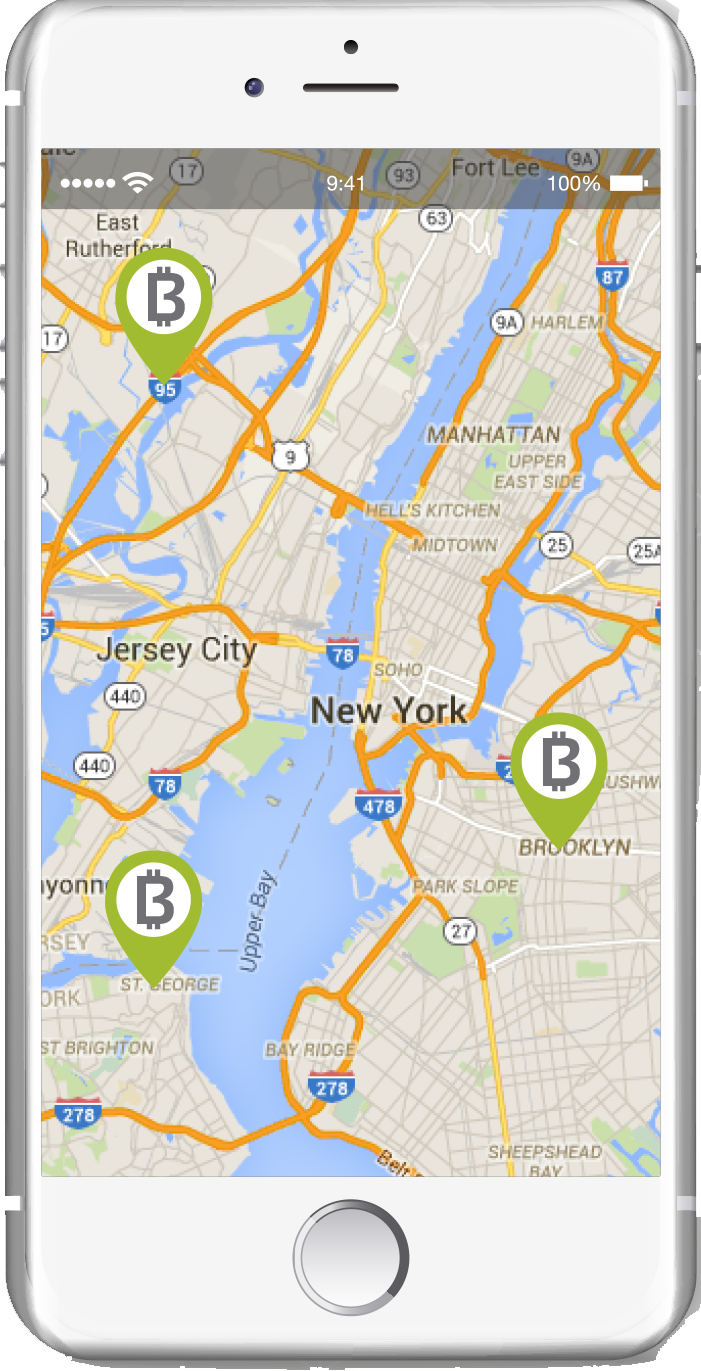 17
93
Fort Lee
9A
9:41
100%
63
East
Rutherford
87
17
9A
HARLEM
95
MANHATTAN
9
UPPER
EAST SIDE
HELL'S KITCHEN
MIDTOWN
25
25A
Jersey City
78
SOHO
440
New York
440
78
478
BROOKLYN
PARK SLOPE
27
Upper Bay
ST. GEORGE
BAY RIDGE
278
278
SHEEPSHEAD
BAY